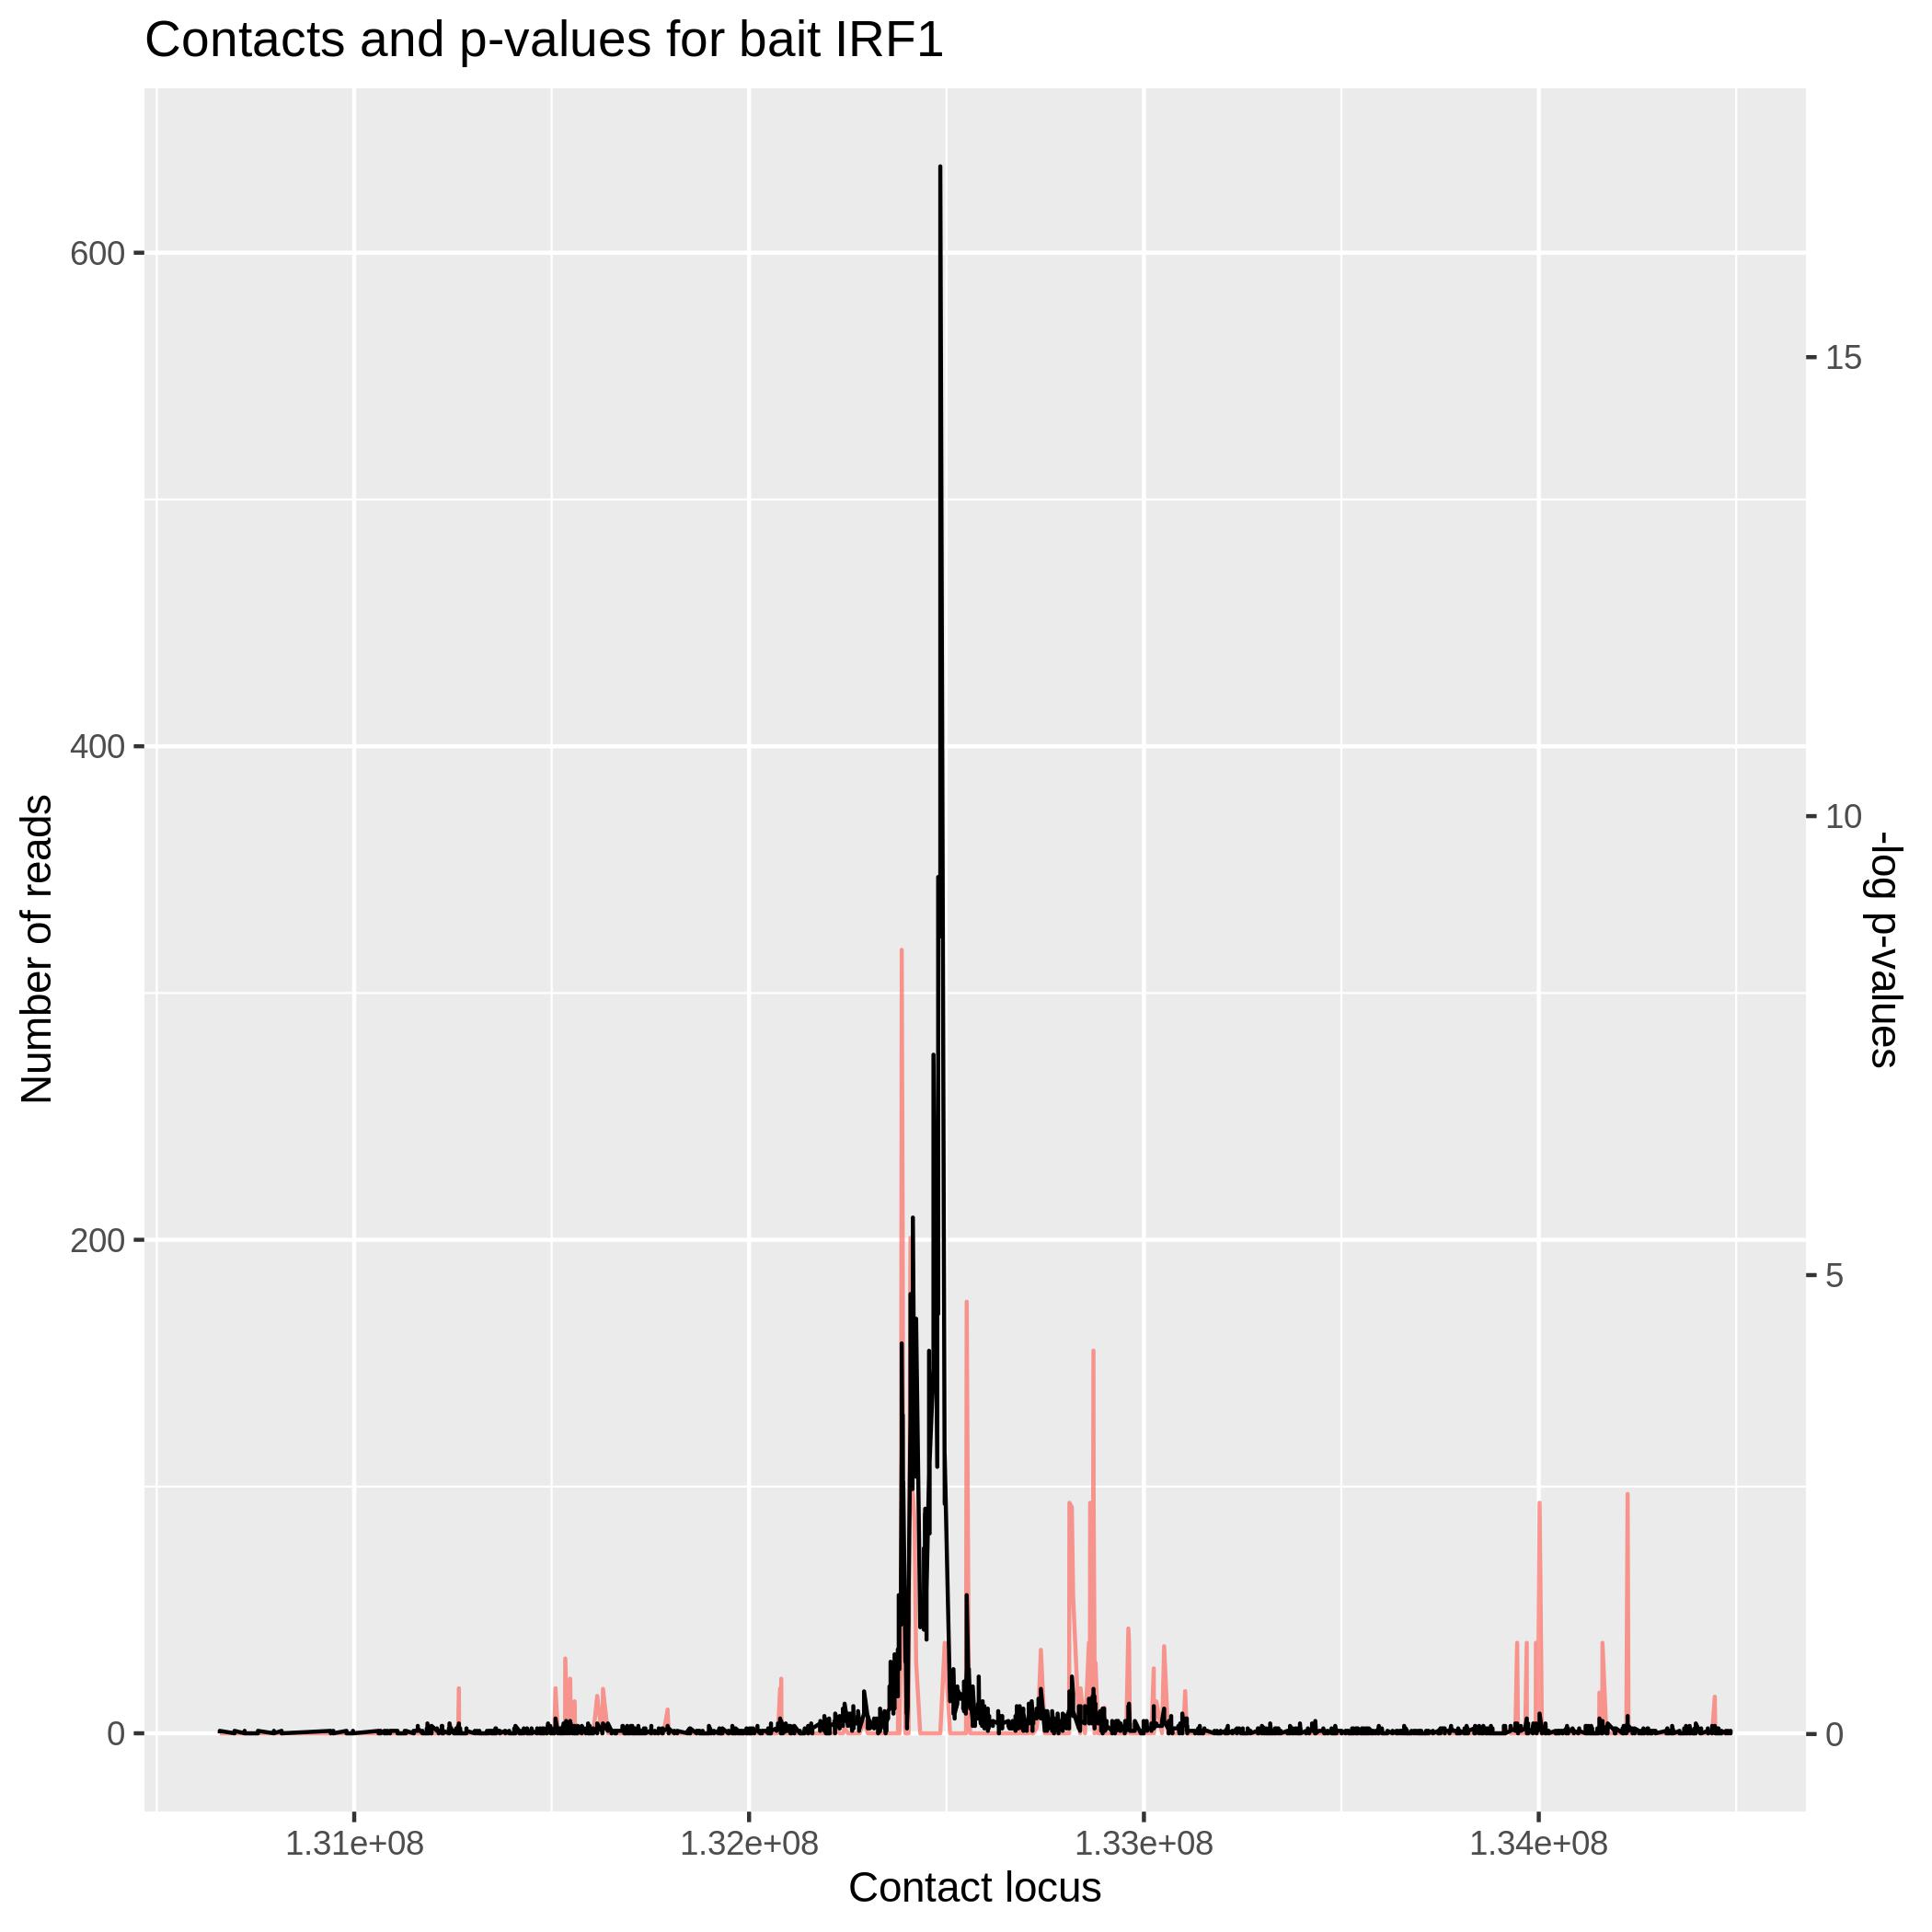 Contacts and p-values for bait IRF1
Number of reads
600
400
200
0
15
10
5
0
-log p-values
1.31e+08
1.32e+08
1.33e+08
1.34e+08
Contact locus